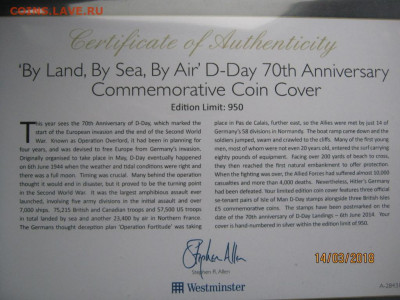 COINS.LAVE.RU
Certificate of Authenticity
'By Land, By Sea, By Air' D-Day 70th Anniversary
Commemorative Coin Cover
Edition Limit: 950
This year sees the 70th Anniversary of D-Day, which marked the
start of the European invasion and the end of the Second World
War. Known as Operation Overlord, it had been in planning for
four years, and was devised to free Europe from Germany's invasion.
Originally organised to take place in May, D-Day eventually happened
on 6th June 1944 when the weather and tidal conditions were right and
there was a full moon. Timing was crucial. Many behind the operation
thought it would end in disaster, but it proved to be the turning point
in the Second World War. It was the largest amphibious assault ever
launched, involving five army divisions in the initial assault and over
7,000 ships. 75,215 British and Canadian troops and 57,500 US troops
in total landed by sea and another 23,400 by air in Northern France.
The Germans thought deception plan 'Operation Fortitude' was taking
place in Pas de Calais, further east, so the Allies were met by just 14 of
Germany's 58 divisions in Normandy. The boat ramp came down and the
soldiers jumped, swam and crawled to the cliffs. Many of the first young
men, most of whom were not even 20 years old, entered the surf carrying
eighty pounds of equipment. Facing over 200 yards of beach to cross,
they then reached the first natural embankment to offer protection.
When the fighting was over, the Allied Forces had suffered almost 10,000
casualties and more than 4,000 deaths. Nevertheless, Hitler's Germany
had been defeated. Your limited edition coin cover features three official
se-tenant pairs of Isle of Man D-Day stamps alongside three British Isles
£5 commemorative coins. The stamps have been postmarked on the
date of the 70th anniversary of D-Day Landings – 6th June 2014. Your
cover is hand-numbered in silver within the edition limit of 950.
Stephen Allen
Stephen R. Allen
Westminster
14/03/2018